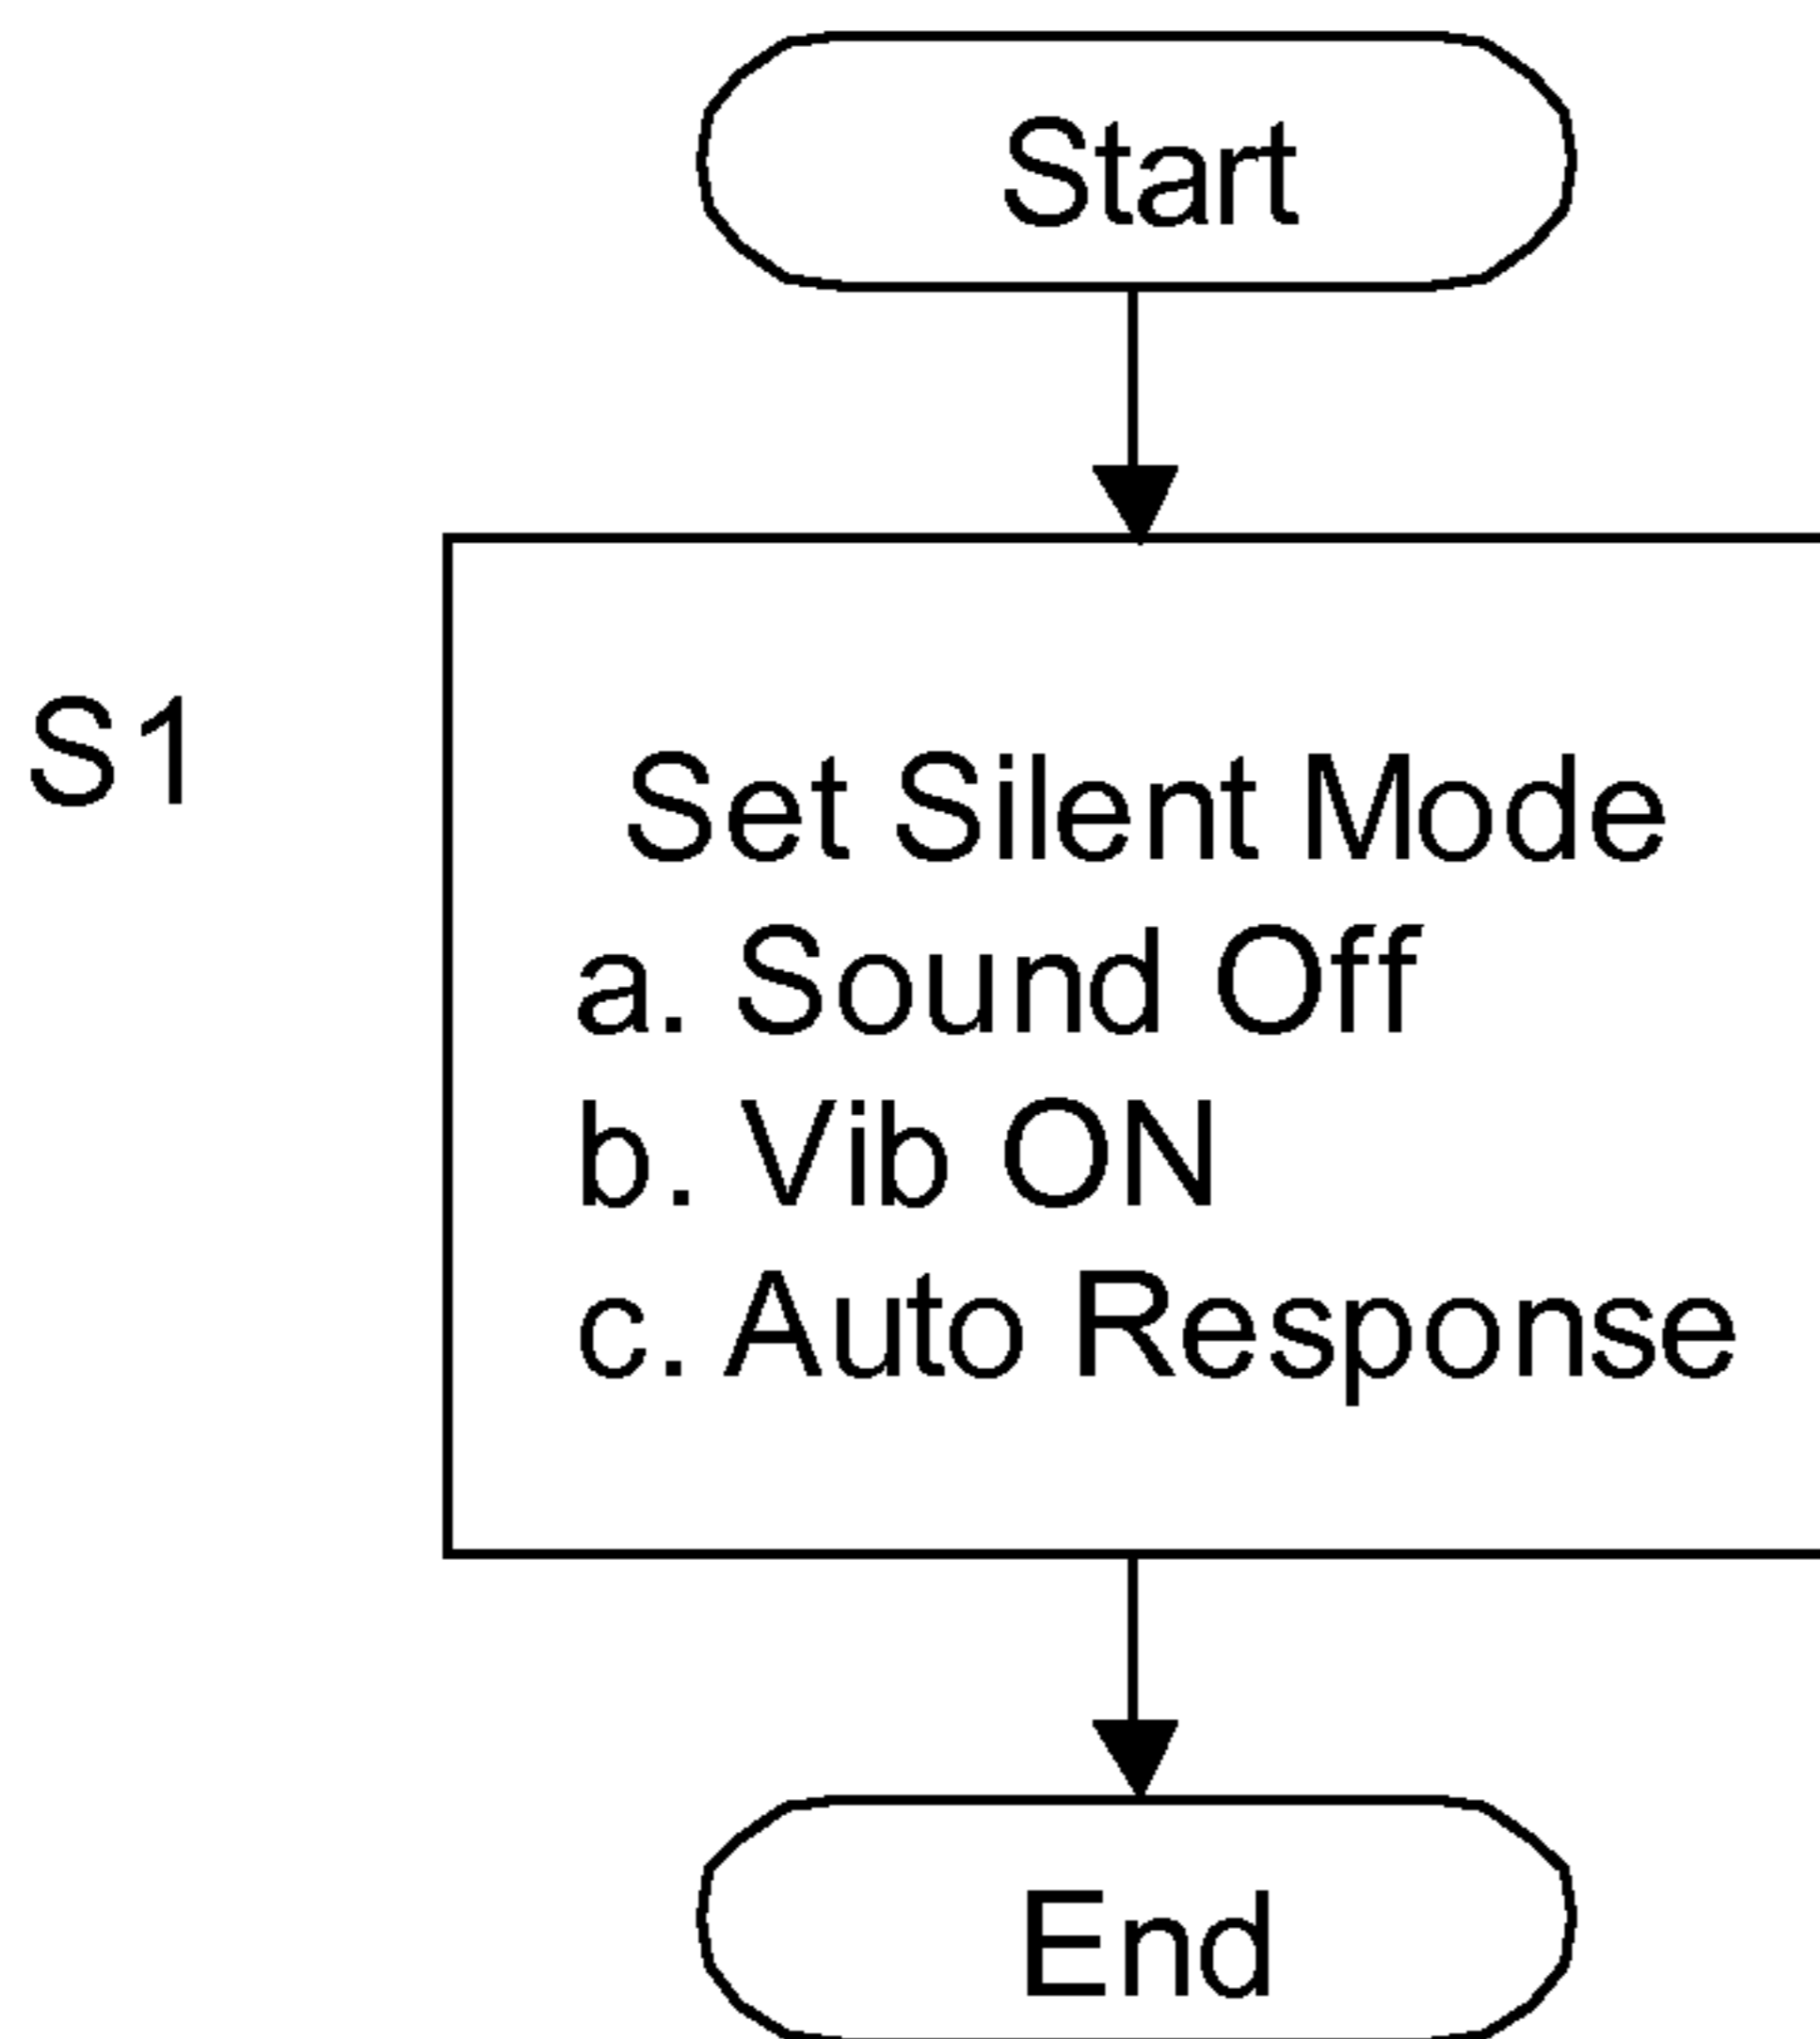 Start
S1
Set Silent Mode
a. Sound Off
b. Vib ON
c. Auto Response
End